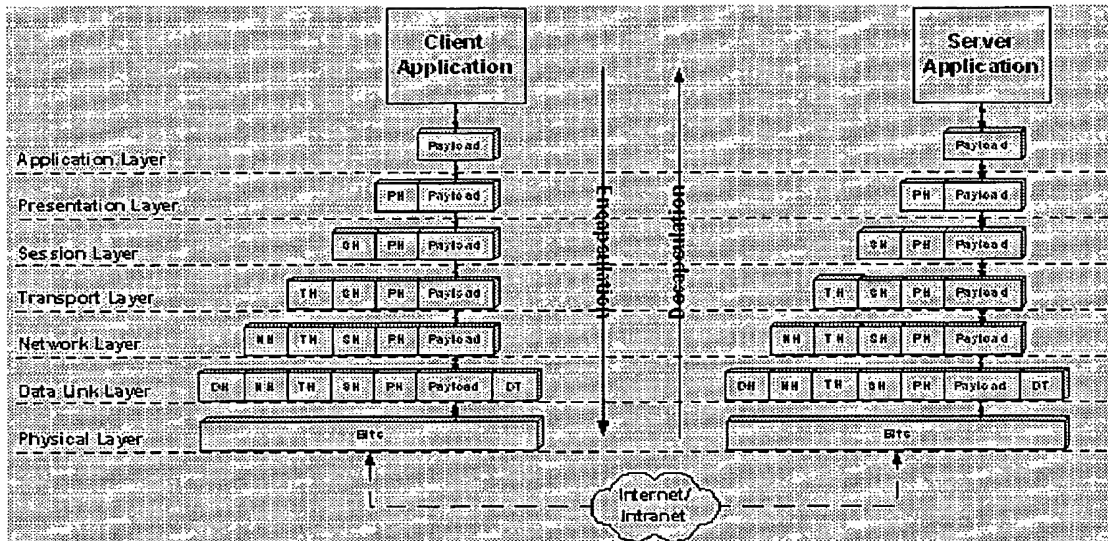 Client
Application
Server
Application
Application Layer
Payload
Payload
Presentation Layer
PH Payload
PH Payload
Session Layer
SH PH Payload
SH PH Payload
Transport Layer
TH SH PH Payload
TH SH PH Payload
Network Layer
NH TH SH PH Payload
NH TH SH PH Payload
Data Link Layer
DH NH TH SH PH Payload DT
DH NH TH SH PH Payload DT
Physical Layer
Bits
Bits
Encapsulation
Decapsulation
Internet/
Intranet